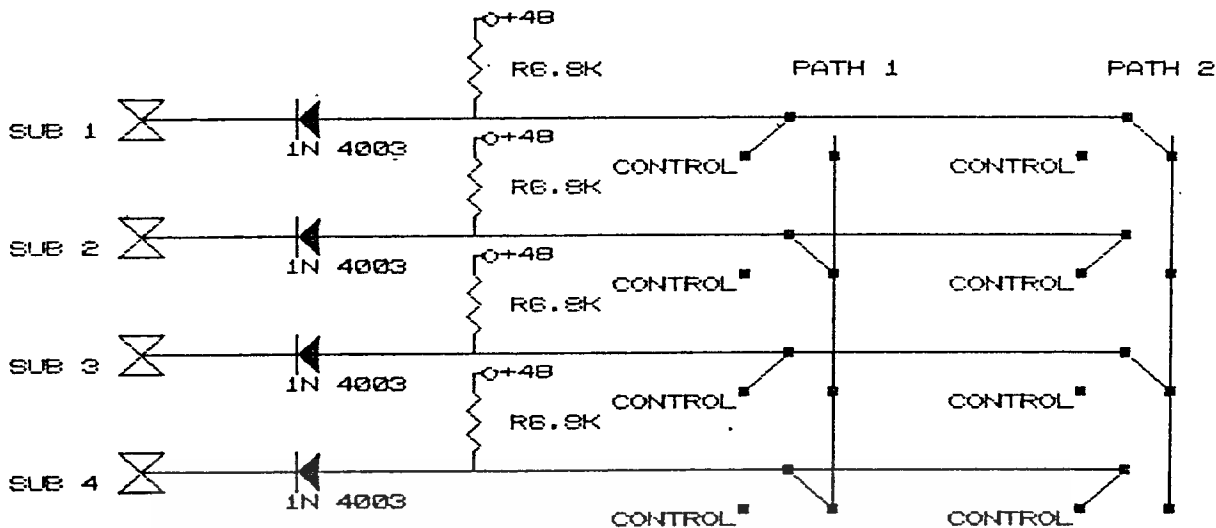 +48
R6.8K
PATH 1
PATH 2
SUB 1
1N 4003
+48
CONTROL
CONTROL
R6.8K
SUB 2
1N 4003
+48
CONTROL
CONTROL
R6.8K
SUB 3
1N 4003
+48
CONTROL
CONTROL
R6.8K
SUB 4
1N 4003
CONTROL
CONTROL